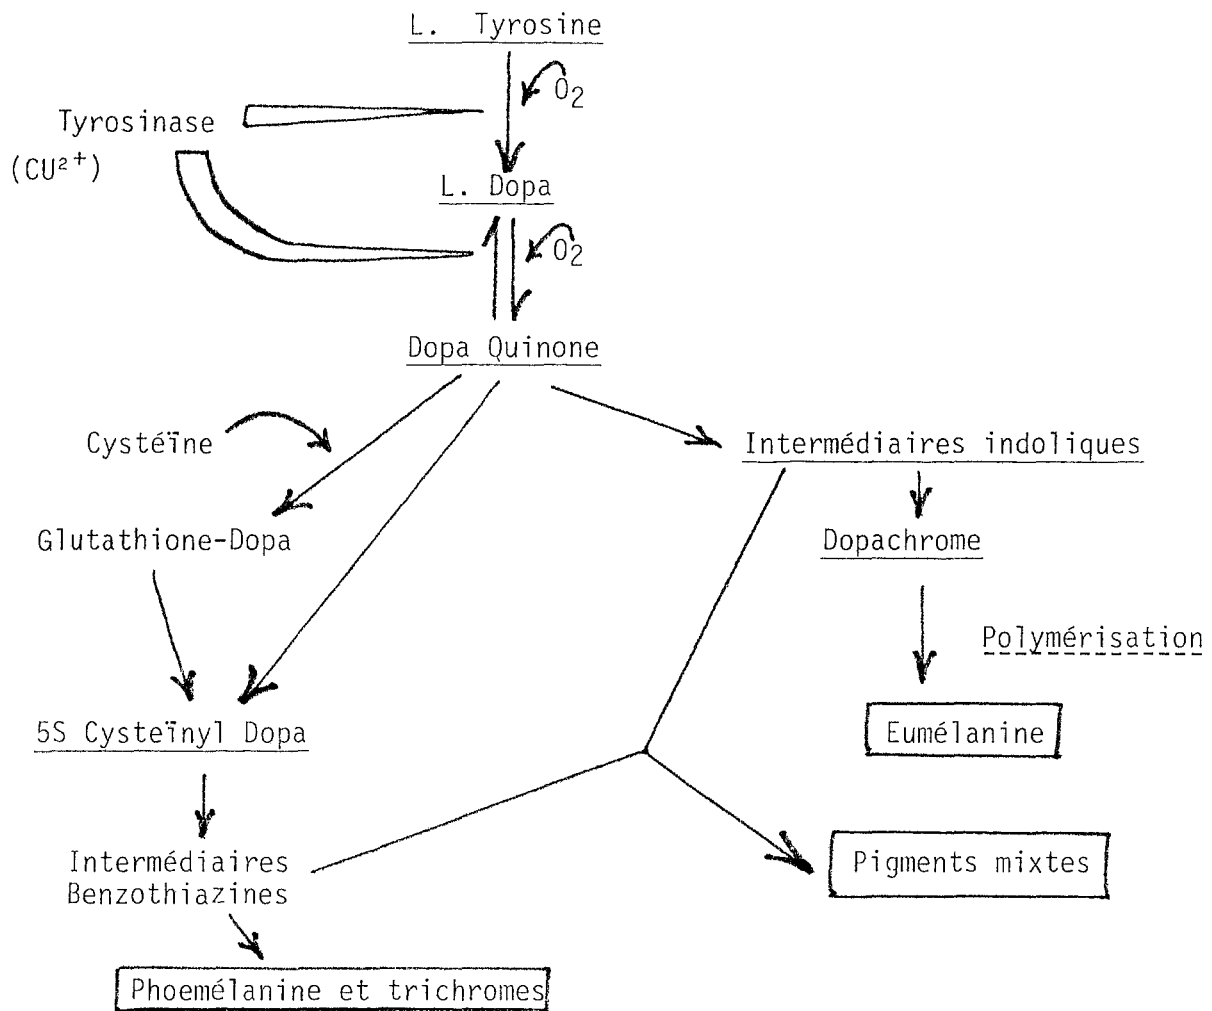 L. Tyrosine
O2
Tyrosinase
(CU²⁺)
L. Dopa
O2
Dopa Quinone
Cystéïne
Intermédiaires indoliques
Glutathione-Dopa
Dopachrome
Polymérisation
5S Cysteïnyl Dopa
Eumélanine
Intermédiaires
Benzothiazines
Pigments mixtes
Phoemélanine et trichromes